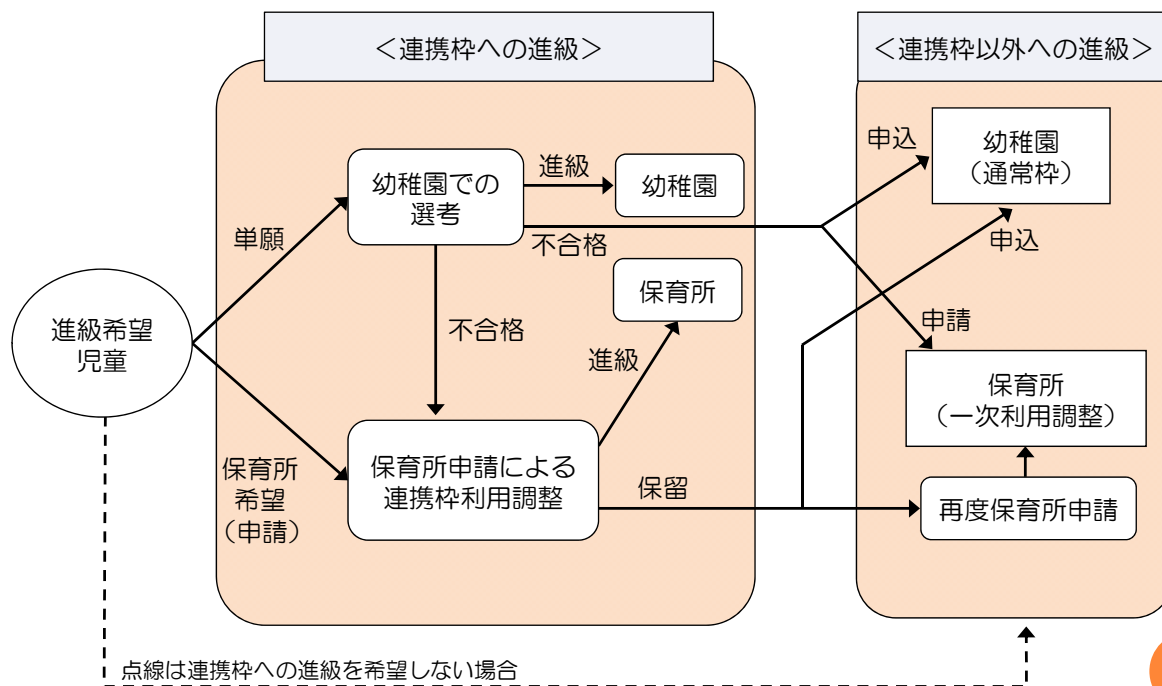 ＜連携枠への進級＞
＜連携枠以外への進級＞
進級希望
児童
単願
保育所
希望
（申請）
幼稚園での
選考
進級
幼稚園
不合格
不合格
保育所
進級
保育所申請による
連携枠利用調整
保留
申込
幼稚園
（通常枠）
申込
申請
保育所
（一次利用調整）
再度保育所申請
点線は連携枠への進級を希望しない場合